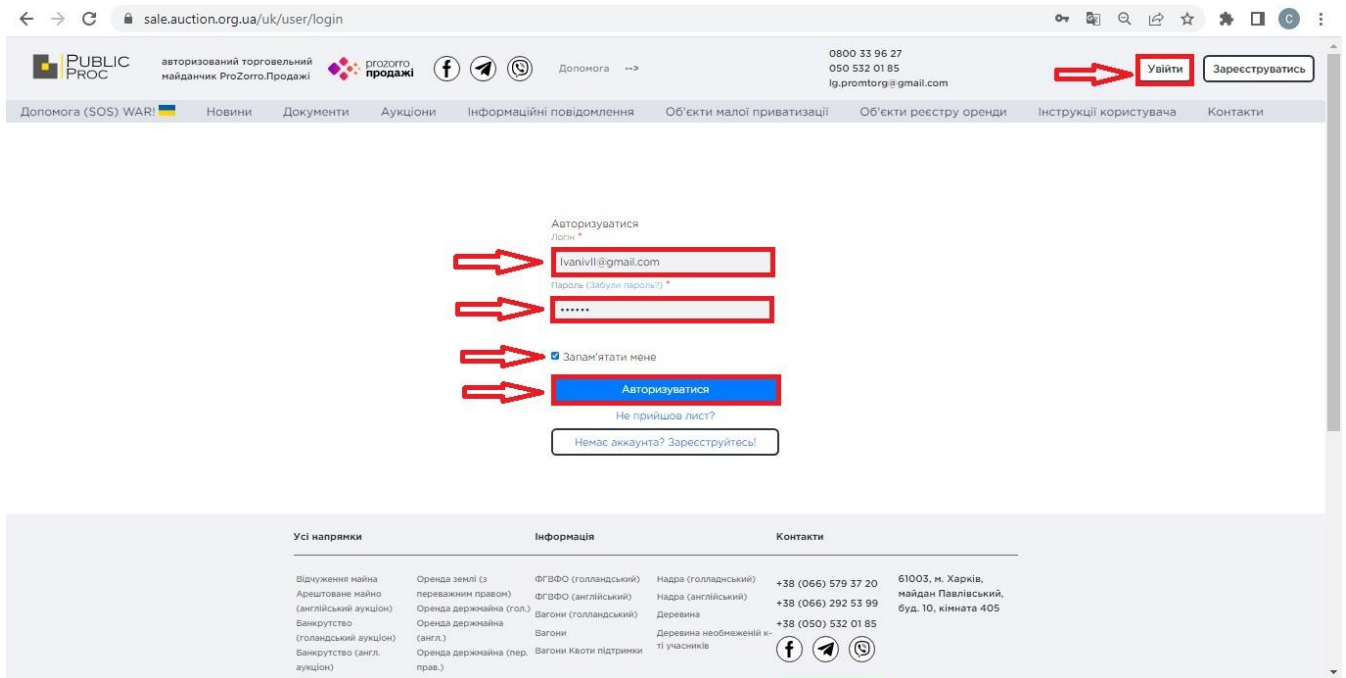 sale.auction.org.ua/uk/user/login
C
PUBLIC PROC
авторизований торговельний
майданчик ProZorro.Продажі
prozorro
продажі
Допомога -->
0800 33 96 27
050 532 01 85
lg.promtorg@gmail.com
Увійти
Зареєструватись
Допомога (SOS) WAR! Новини Документи Аукціони Інформаційні повідомлення Об'єкти малої приватизації Об'єкти реєстру оренди Інструкції користувача Контакти
Авторизуватися
Логін *
Ivanivll@gmail.com
Пароль (Забули пароль?) *
••••••
Запам'ятати мене
Авторизуватися
Не прийшов лист?
Немає аккаунта? Зареєструйтесь!
Усі напрямки
Відчуження майна
Арештоване майно
(англійський аукціон)
Банкрутство
(голандський аукціон)
Банкрутство (англ.
аукціон)
Оренда землі (з
переважним правом)
Оренда держмайна (гол.)
Оренда держмайна
(англ.)
Оренда держмайна (пер.
прав.)
Інформація
ФГВФО (голландський)
ФГВФО (англійський)
Вагони (голландський)
Вагони
Вагони Квоти підтримки
Надра (голладнський)
Надра (англійський)
Деревина
Деревина необмеженій к-
ті учасників
Контакти
+38 (066) 579 37 20
+38 (066) 292 53 99
+38 (050) 532 01 85
61003, м. Харків,
майдан Павлівський,
буд. 10, кімната 405